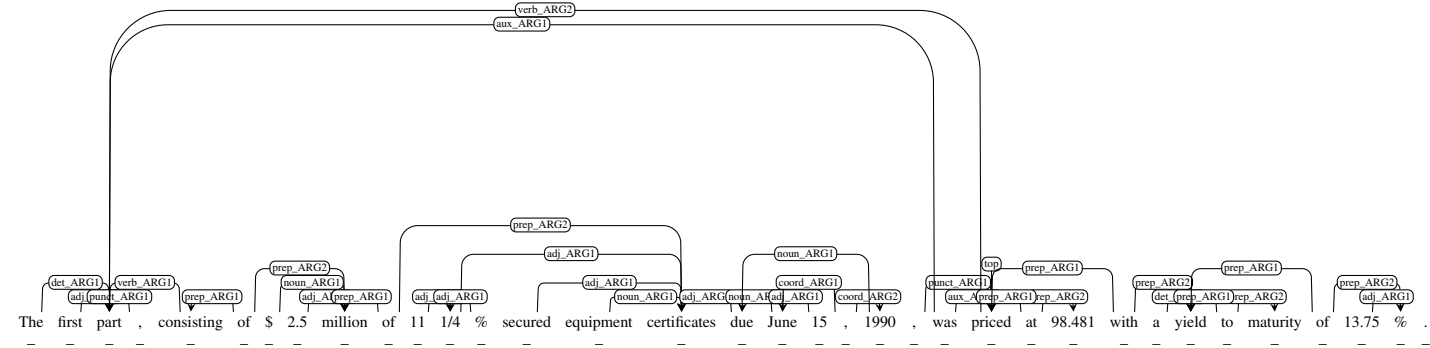 verb_ARG2
aux_ARG1
prep_ARG2
adj_ARG1 noun_ARG1
top
prep_ARG2 prep_ARG1 prep_ARG1
det_ARG1 verb_ARG1 noun_ARG1 adj_ARG1 coord_ARG1 punct_ARG1 prep_ARG2 prep_ARG2
punct_ARG1 prep_ARG1 prep_ARG1 adj_ARG1 noun_ARG1 adj_ARG1 coord_ARG2 prep_ARG1 prep_ARG1 adj_ARG1
The first part , consisting of $ 2.5 million of 11 1/4 % secured equipment certificates due June 15 , 1990 , was priced at 98.481 with a yield to maturity of 13.75 % .
_ _ _ _ _ _ _ _ _ _ _ _ _ _ _ _ _ _ _ _ _ _ _ _ _ _ _ _ _ _ _ _ _ _ _